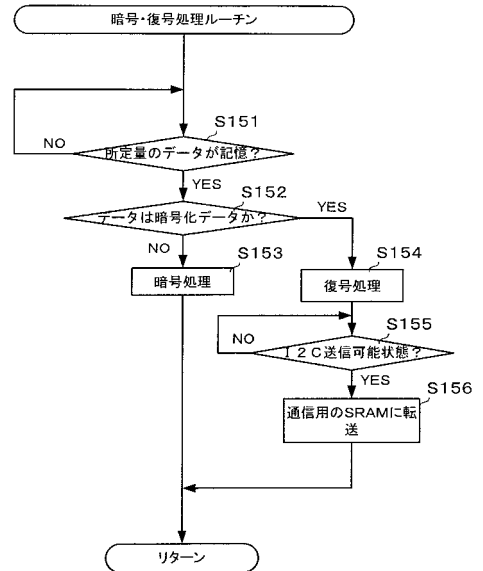 暗号・復号処理ルーチン
S151
所定量のデータが記憶？
NO
YES
S152
データは暗号化データか？
YES
NO
S153
暗号処理
S154
復号処理
S155
I2C送信可能状態？
NO
YES
S156
通信用のSRAMに転
送
リターン